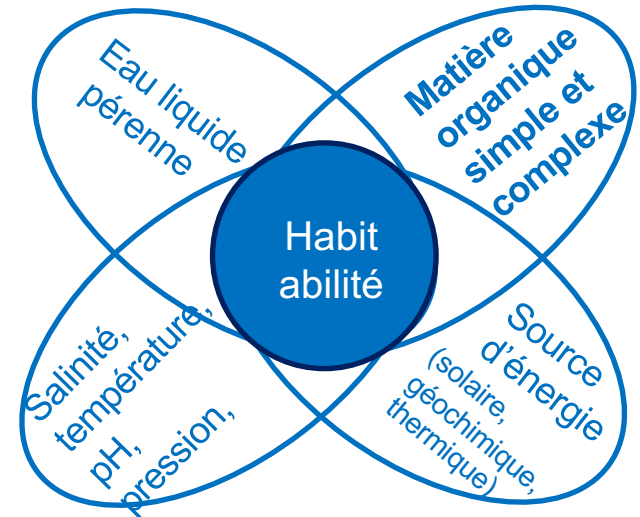 Eau liquide
pérenne
Matière
organique
simple et
complexe
Habit
abilité
Salinité,
température,
pH,
pression,
Source
d'énergie
(solaire,
géochimique,
thermique)